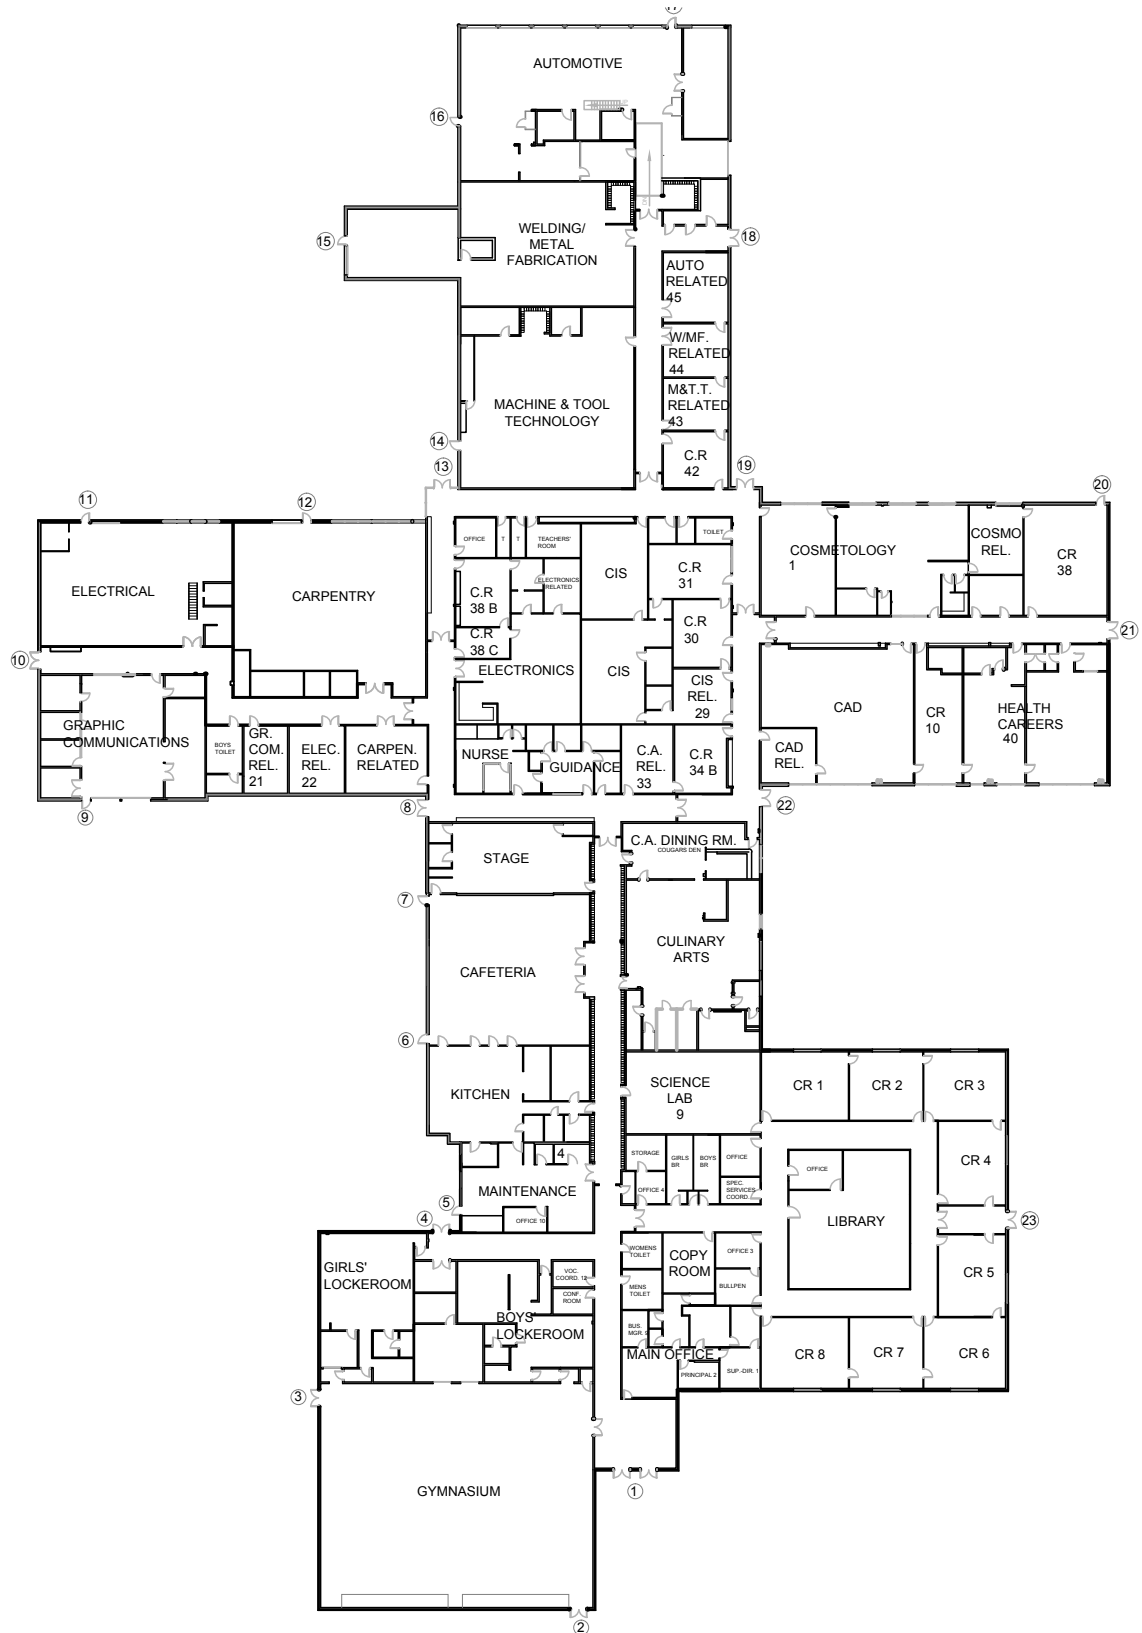 17
AUTOMOTIVE
16
WELDING/
METAL
FABRICATION
15
18
AUTO
RELATED
45
W/MF.
RELATED
44
M&T.T.
RELATED
43
MACHINE & TOOL
TECHNOLOGY
14
C.R
42
13
19
11
12
20
OFFICE
T
T
TEACHERS'
ROOM
TOILET
COSMETOLOGY
1
COSMO
REL.
CR
38
ELECTRICAL
CARPENTRY
C.R
38 B
ELECTRONICS
RELATED
CIS
C.R
31
C.R
38 C
C.R
30
21
10
ELECTRONICS
CIS
CIS
REL.
29
GRAPHIC
COMMUNICATIONS
CAD
CR
10
HEALTH
CAREERS
40
BOYS
TOILET
GR.
COM.
REL.
21
ELEC.
REL.
22
CARPEN.
RELATED
NURSE
GUIDANCE
C.A.
REL.
33
C.R
34 B
CAD
REL.
9
8
22
STAGE
C.A. DINING RM.
COUGARS DEN
7
CAFETERIA
CULINARY
ARTS
6
KITCHEN
SCIENCE
LAB
9
CR 1
CR 2
CR 3
4
STORAGE
GIRLS
BR
BOYS
BR
OFFICE
OFFICE
CR 4
MAINTENANCE
OFFICE 4
SPEC.
SERVICES
COORD.
5
4
OFFICE 10
LIBRARY
23
GIRLS'
LOCKEROOM
VOC.
COORD. 12
CONF.
ROOM
WOMENS
TOILET
COPY
ROOM
OFFICE 3
MENS
TOILET
BULLPEN
CR 5
BOYS'
LOCKEROOM
BUS.
MGR.
MAIN OFFICE
CR 8
CR 7
CR 6
PRINCIPAL 2
SUP.-DIR. 1
3
GYMNASIUM
1
2